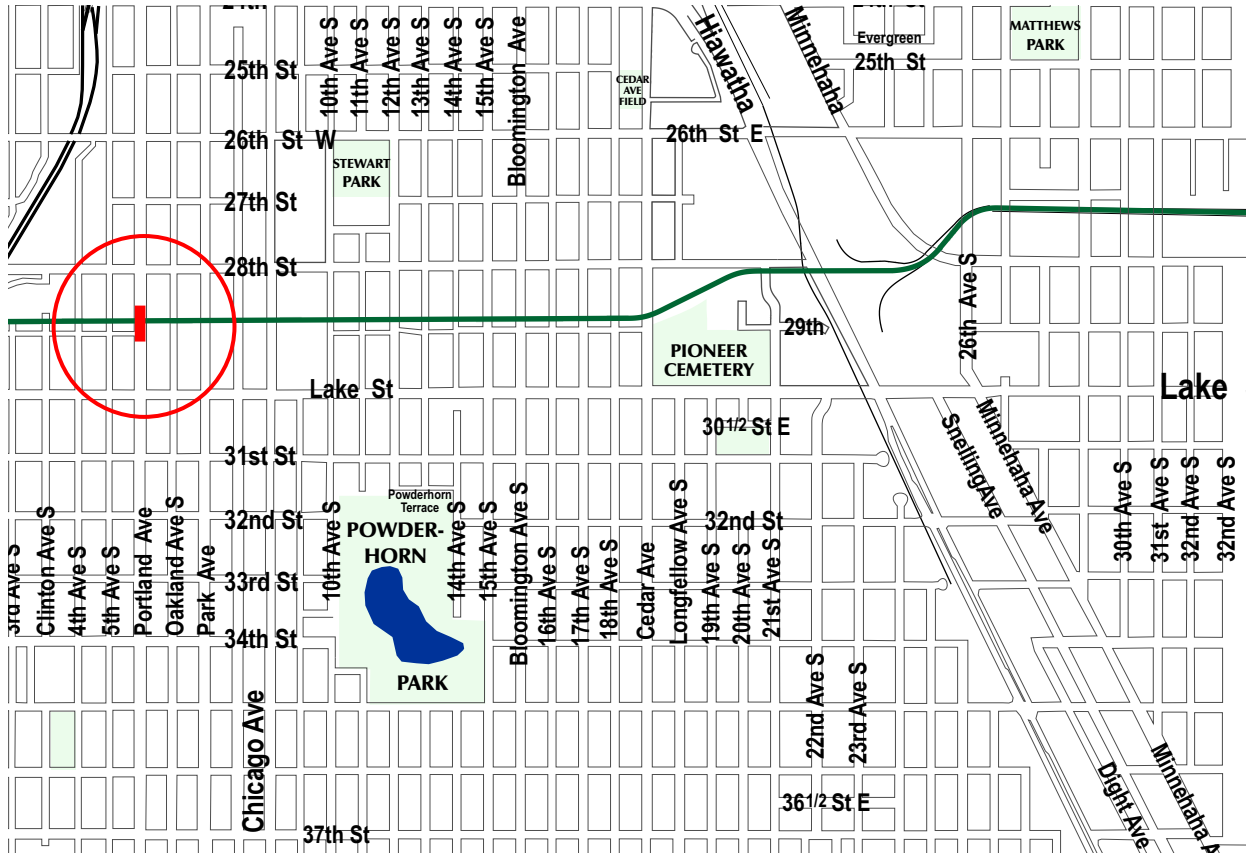 24th
24th St
Minnehaha
Hiawatha
MATTHEWS
PARK
Evergreen
25th St
25th St
10th Ave S
11th Ave S
12th Ave S
13th Ave S
14th Ave S
15th Ave S
Bloomington Ave
CEDAR
AVE
FIELD
26th St W
26th St E
STEWART
PARK
27th St
28th St
26th Ave S
29th
PIONEER
CEMETERY
Lake St
Lake
30 1/2 St E
Snelling Ave
Minnehaha Ave
31st St
30th Ave S
31st Ave S
32nd Ave S
32nd Ave S
Powderhorn
Terrace
32nd St
32nd St
POWDER-
HORN
PARK
10th Ave S
14th Ave S
15th Ave S
Bloomington Ave S
16th Ave S
17th Ave S
18th Ave S
Cedar Ave
Longfellow Ave S
19th Ave S
20th Ave S
21st Ave S
3rd Ave S
Clinton Ave S
4th Ave S
5th Ave S
Portland Ave
Oakland Ave S
Park Ave
33rd St
34th St
22nd Ave S
23rd Ave S
Chicago Ave
36 1/2 St E
37th St
Dight Ave
Minnehaha A